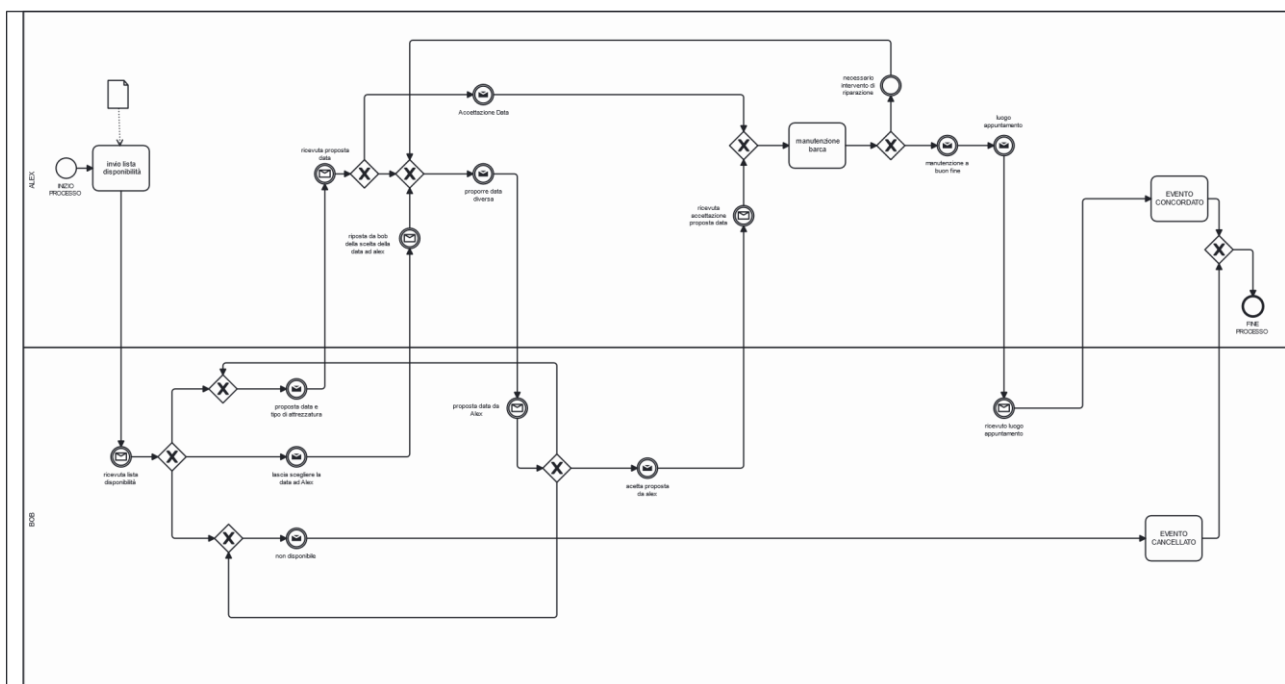 ALEX
INIZIO
PROCESSO
invio lista
disponibilità
ricevuta proposta
data
Accettazione Data
riposta da bob
della scelta della
data ad alex
proporre data
diversa
ricevuta
accettazione
proposta data
manutenzione
barca
necessario
intervento di
riparazione
manutenzione a
buon fine
luogo
appuntamento
EVENTO
CONCORDATO
FINE
PROCESSO
BOB
ricevuta lista
disponibilità
proposta data e
tipo di attrezzatura
lascia scegliere la
data ad Alex
non disponibile
proposta data da
Alex
acetta proposta
da alex
ricevuto luogo
appuntamento
EVENTO
CANCELLATO